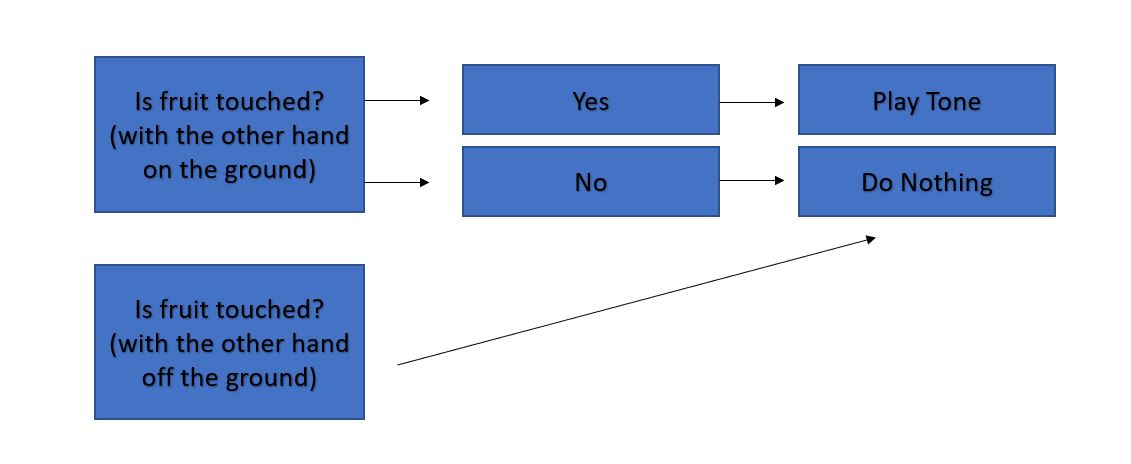 Is fruit touched?
(with the other hand
on the ground)
Yes
Play Tone
No
Do Nothing
Is fruit touched?
(with the other hand
off the ground)